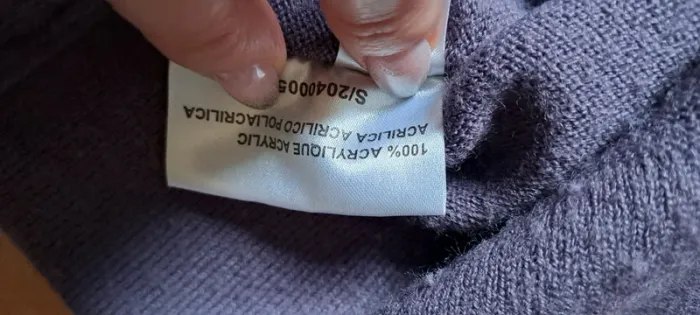 100% ACRYLIQUE ACRYLIC
ACRILICA ACRILICO POLIACRILICA
S/2040005